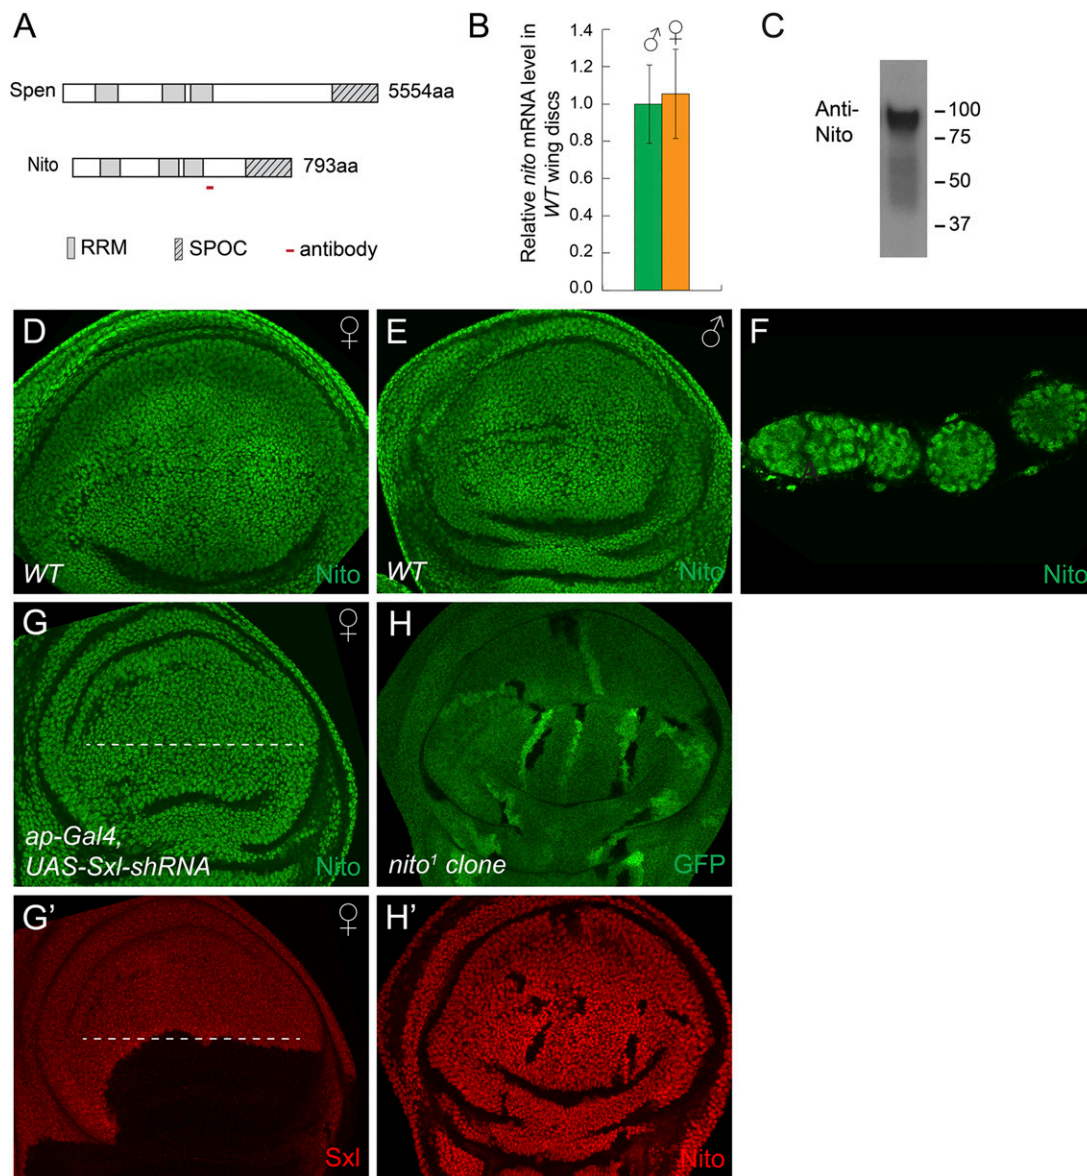 A
Spen
5554aa
Nito
793aa
RRM
SPOC
antibody
B
Relative nito mRNA level in
WT wing discs
1.4
1.2
1.0
0.8
0.6
0.4
0.2
0.0
♂
♀
C
Anti-
Nito
100
75
50
37
D
♀
WT
Nito
E
♂
WT
Nito
F
Nito
G
♀
ap-Gal4,
UAS-Sxl-shRNA
Nito
H
nito¹ clone
GFP
G'
♀
Sxl
H'
Nito